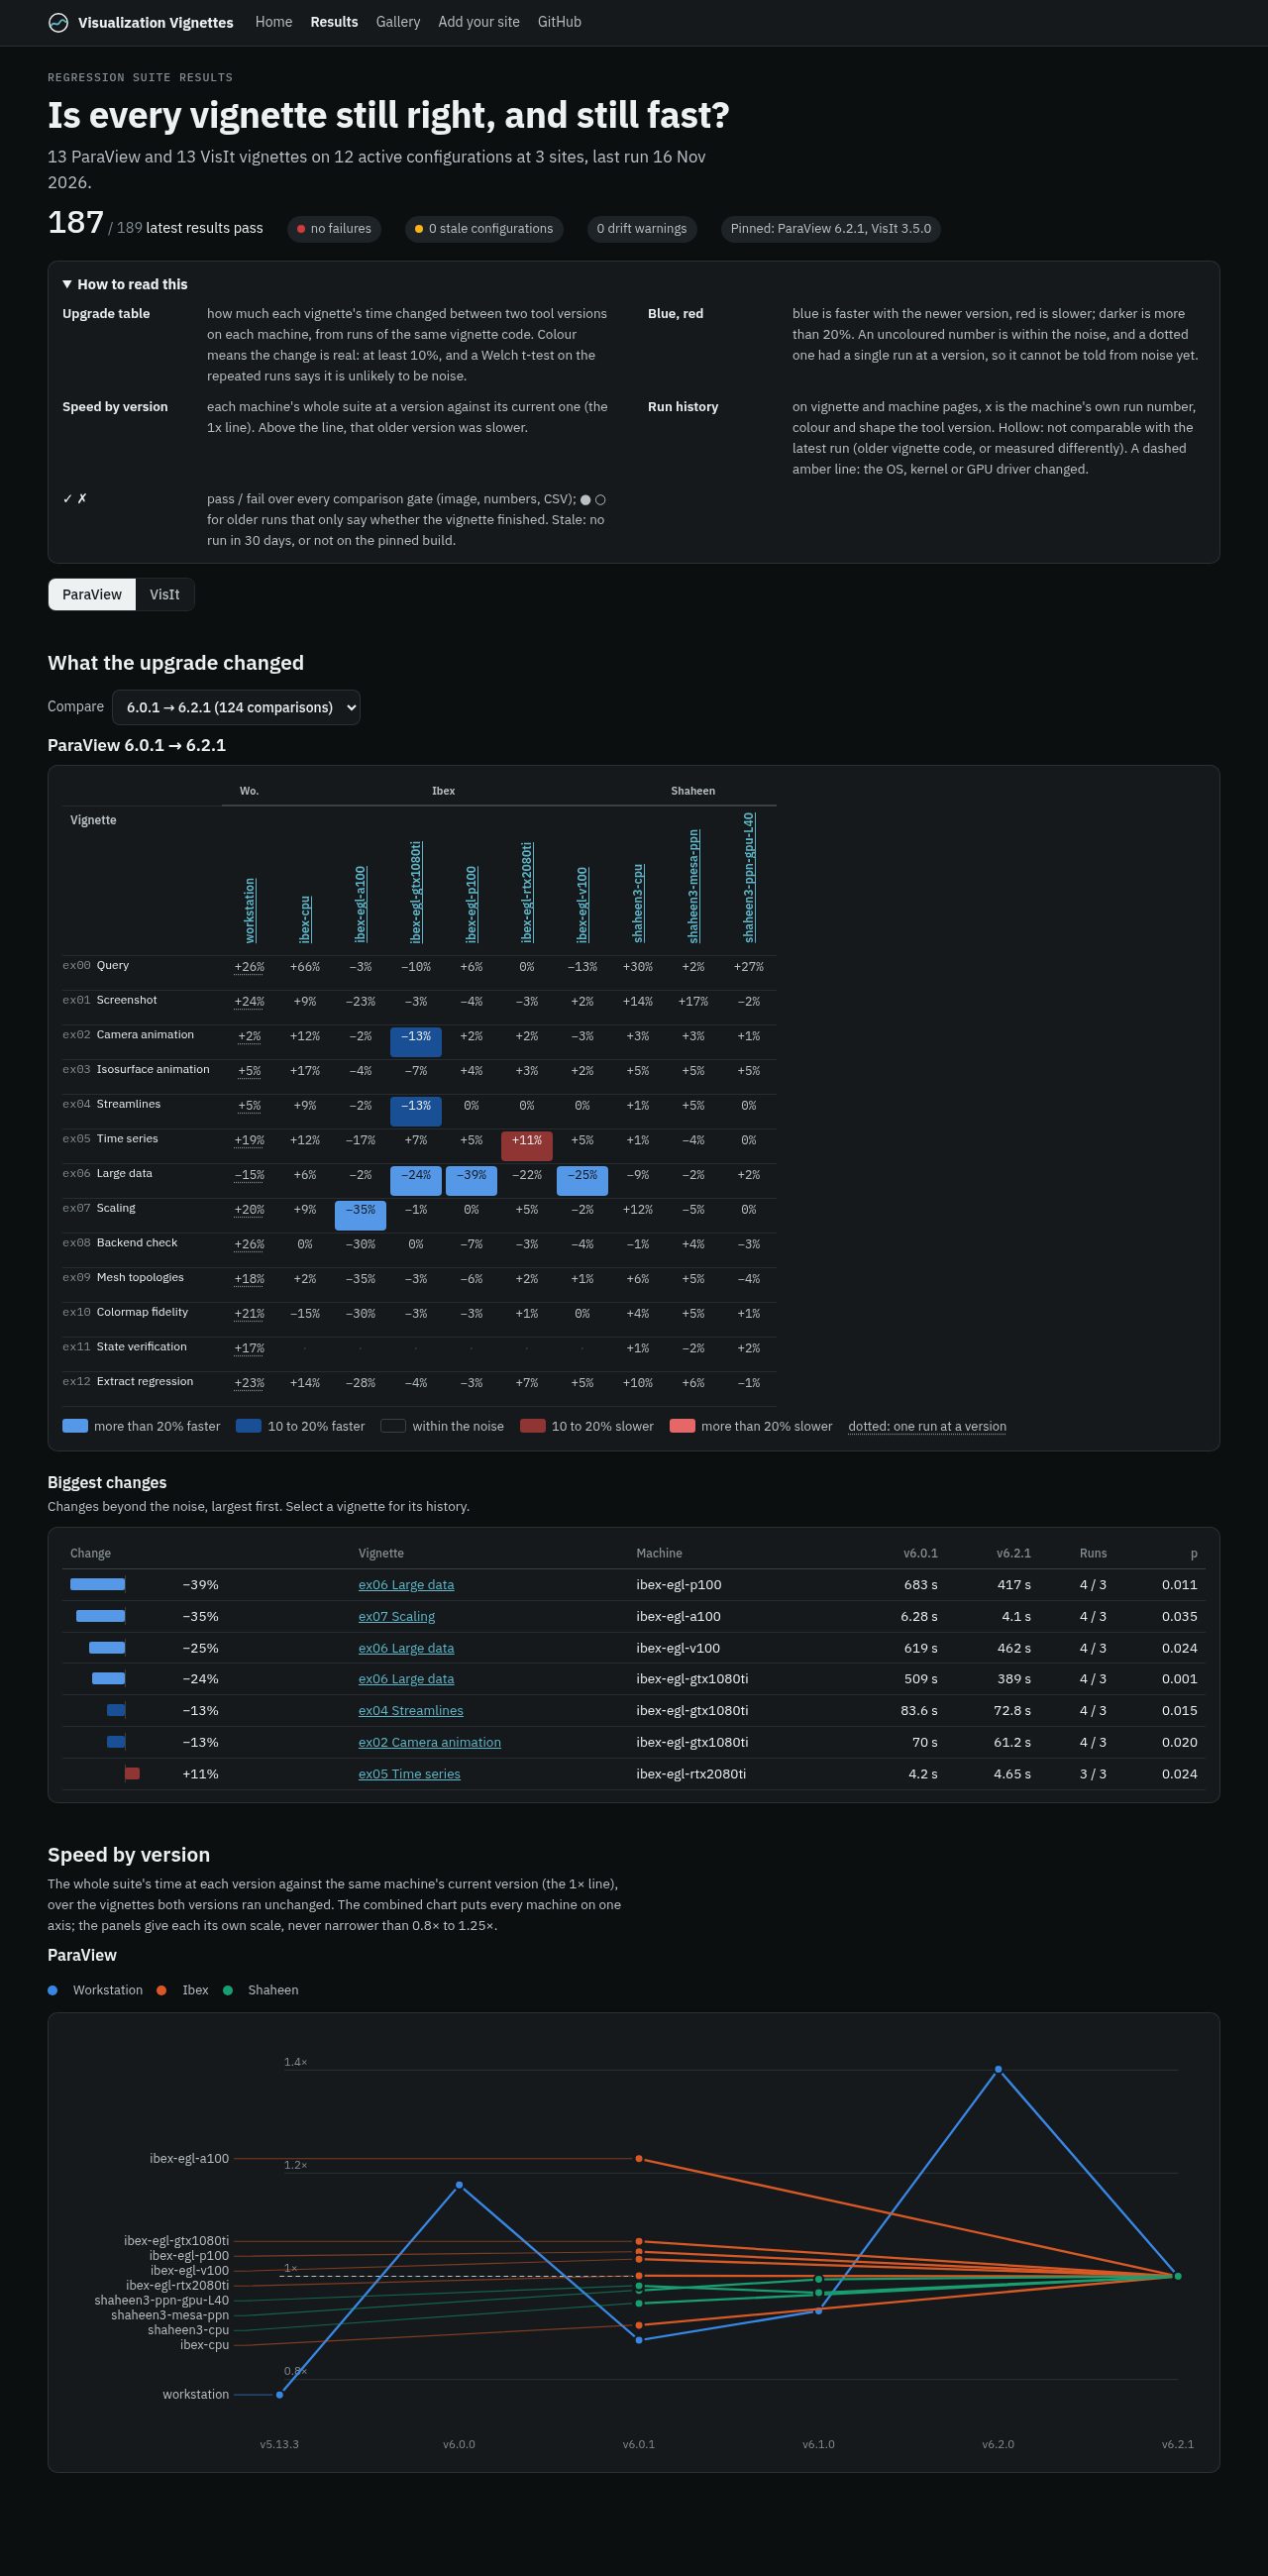 Visualization Vignettes Home Results Gallery Add your site GitHub
REGRESSION SUITE RESULTS
Is every vignette still right, and still fast?
13 ParaView and 13 VisIt vignettes on 12 active configurations at 3 sites, last run 16 Nov
2026.
187 / 189 latest results pass no failures 0 stale configurations 0 drift warnings Pinned: ParaView 6.2.1, VisIt 3.5.0
▼ How to read this
Upgrade table how much each vignette's time changed between two tool versions
on each machine, from runs of the same vignette code. Colour
means the change is real: at least 10%, and a Welch t-test on the
repeated runs says it is unlikely to be noise.
Blue, red blue is faster with the newer version, red is slower; darker is more
than 20%. An uncoloured number is within the noise, and a dotted
one had a single run at a version, so it cannot be told from noise yet.
Speed by version each machine's whole suite at a version against its current one (the
1x line). Above the line, that older version was slower.
Run history on vignette and machine pages, x is the machine's own run number,
colour and shape the tool version. Hollow: not comparable with the
latest run (older vignette code, or measured differently). A dashed
amber line: the OS, kernel or GPU driver changed.
✓ ✗ pass / fail over every comparison gate (image, numbers, CSV); ● ○
for older runs that only say whether the vignette finished. Stale: no
run in 30 days, or not on the pinned build.
ParaView VisIt
What the upgrade changed
Compare 6.0.1 → 6.2.1 (124 comparisons)
ParaView 6.0.1 → 6.2.1
Wo. Ibex Shaheen
Vignette workstation ibex-cpu ibex-egl-a100 ibex-egl-gtx1080ti ibex-egl-p100 ibex-egl-rtx2080ti ibex-egl-v100 shaheen3-cpu shaheen3-mesa-ppn shaheen3-ppn-gpu-L40
ex00 Query +26% +66% −3% −10% +6% 0% −13% +30% +2% +27%
ex01 Screenshot +24% +9% −23% −3% −4% −3% +2% +14% +17% −2%
ex02 Camera animation +2% +12% −2% −13% +2% +2% −3% +3% +3% +1%
ex03 Isosurface animation +5% +17% −4% −7% +4% +3% +2% +5% +5% +5%
ex04 Streamlines +5% +9% −2% −13% 0% 0% 0% +1% +5% 0%
ex05 Time series +19% +12% −17% +7% +5% +11% +5% +1% −4% 0%
ex06 Large data −15% +6% −2% −24% −39% −22% −25% −9% −2% +2%
ex07 Scaling +20% +9% −35% −1% 0% +5% −2% +12% −5% 0%
ex08 Backend check +26% 0% −30% 0% −7% −3% −4% −1% +4% −3%
ex09 Mesh topologies +18% +2% −35% −3% −6% +2% +1% +6% +5% −4%
ex10 Colormap fidelity +21% −15% −30% −3% −3% +1% 0% +4% +5% +1%
ex11 State verification +17% · · · · · · +1% −2% +2%
ex12 Extract regression +23% +14% −28% −4% −3% +7% +5% +10% +6% −1%
more than 20% faster 10 to 20% faster within the noise 10 to 20% slower more than 20% slower dotted: one run at a version
Biggest changes
Changes beyond the noise, largest first. Select a vignette for its history.
Change Vignette Machine v6.0.1 v6.2.1 Runs p
−39% ex06 Large data ibex-egl-p100 683 s 417 s 4 / 3 0.011
−35% ex07 Scaling ibex-egl-a100 6.28 s 4.1 s 4 / 3 0.035
−25% ex06 Large data ibex-egl-v100 619 s 462 s 4 / 3 0.024
−24% ex06 Large data ibex-egl-gtx1080ti 509 s 389 s 4 / 3 0.001
−13% ex04 Streamlines ibex-egl-gtx1080ti 83.6 s 72.8 s 4 / 3 0.015
−13% ex02 Camera animation ibex-egl-gtx1080ti 70 s 61.2 s 4 / 3 0.020
+11% ex05 Time series ibex-egl-rtx2080ti 4.2 s 4.65 s 3 / 3 0.024
Speed by version
The whole suite's time at each version against the same machine's current version (the 1× line),
over the vignettes both versions ran unchanged. The combined chart puts every machine on one
axis; the panels give each its own scale, never narrower than 0.8× to 1.25×.
ParaView
Workstation Ibex Shaheen
1.4×
ibex-egl-a100
1.2×
ibex-egl-gtx1080ti
ibex-egl-p100
ibex-egl-v100
1×
ibex-egl-rtx2080ti
shaheen3-ppn-gpu-L40
shaheen3-mesa-ppn
shaheen3-cpu
ibex-cpu
0.8×
workstation
v5.13.3 v6.0.0 v6.0.1 v6.1.0 v6.2.0 v6.2.1